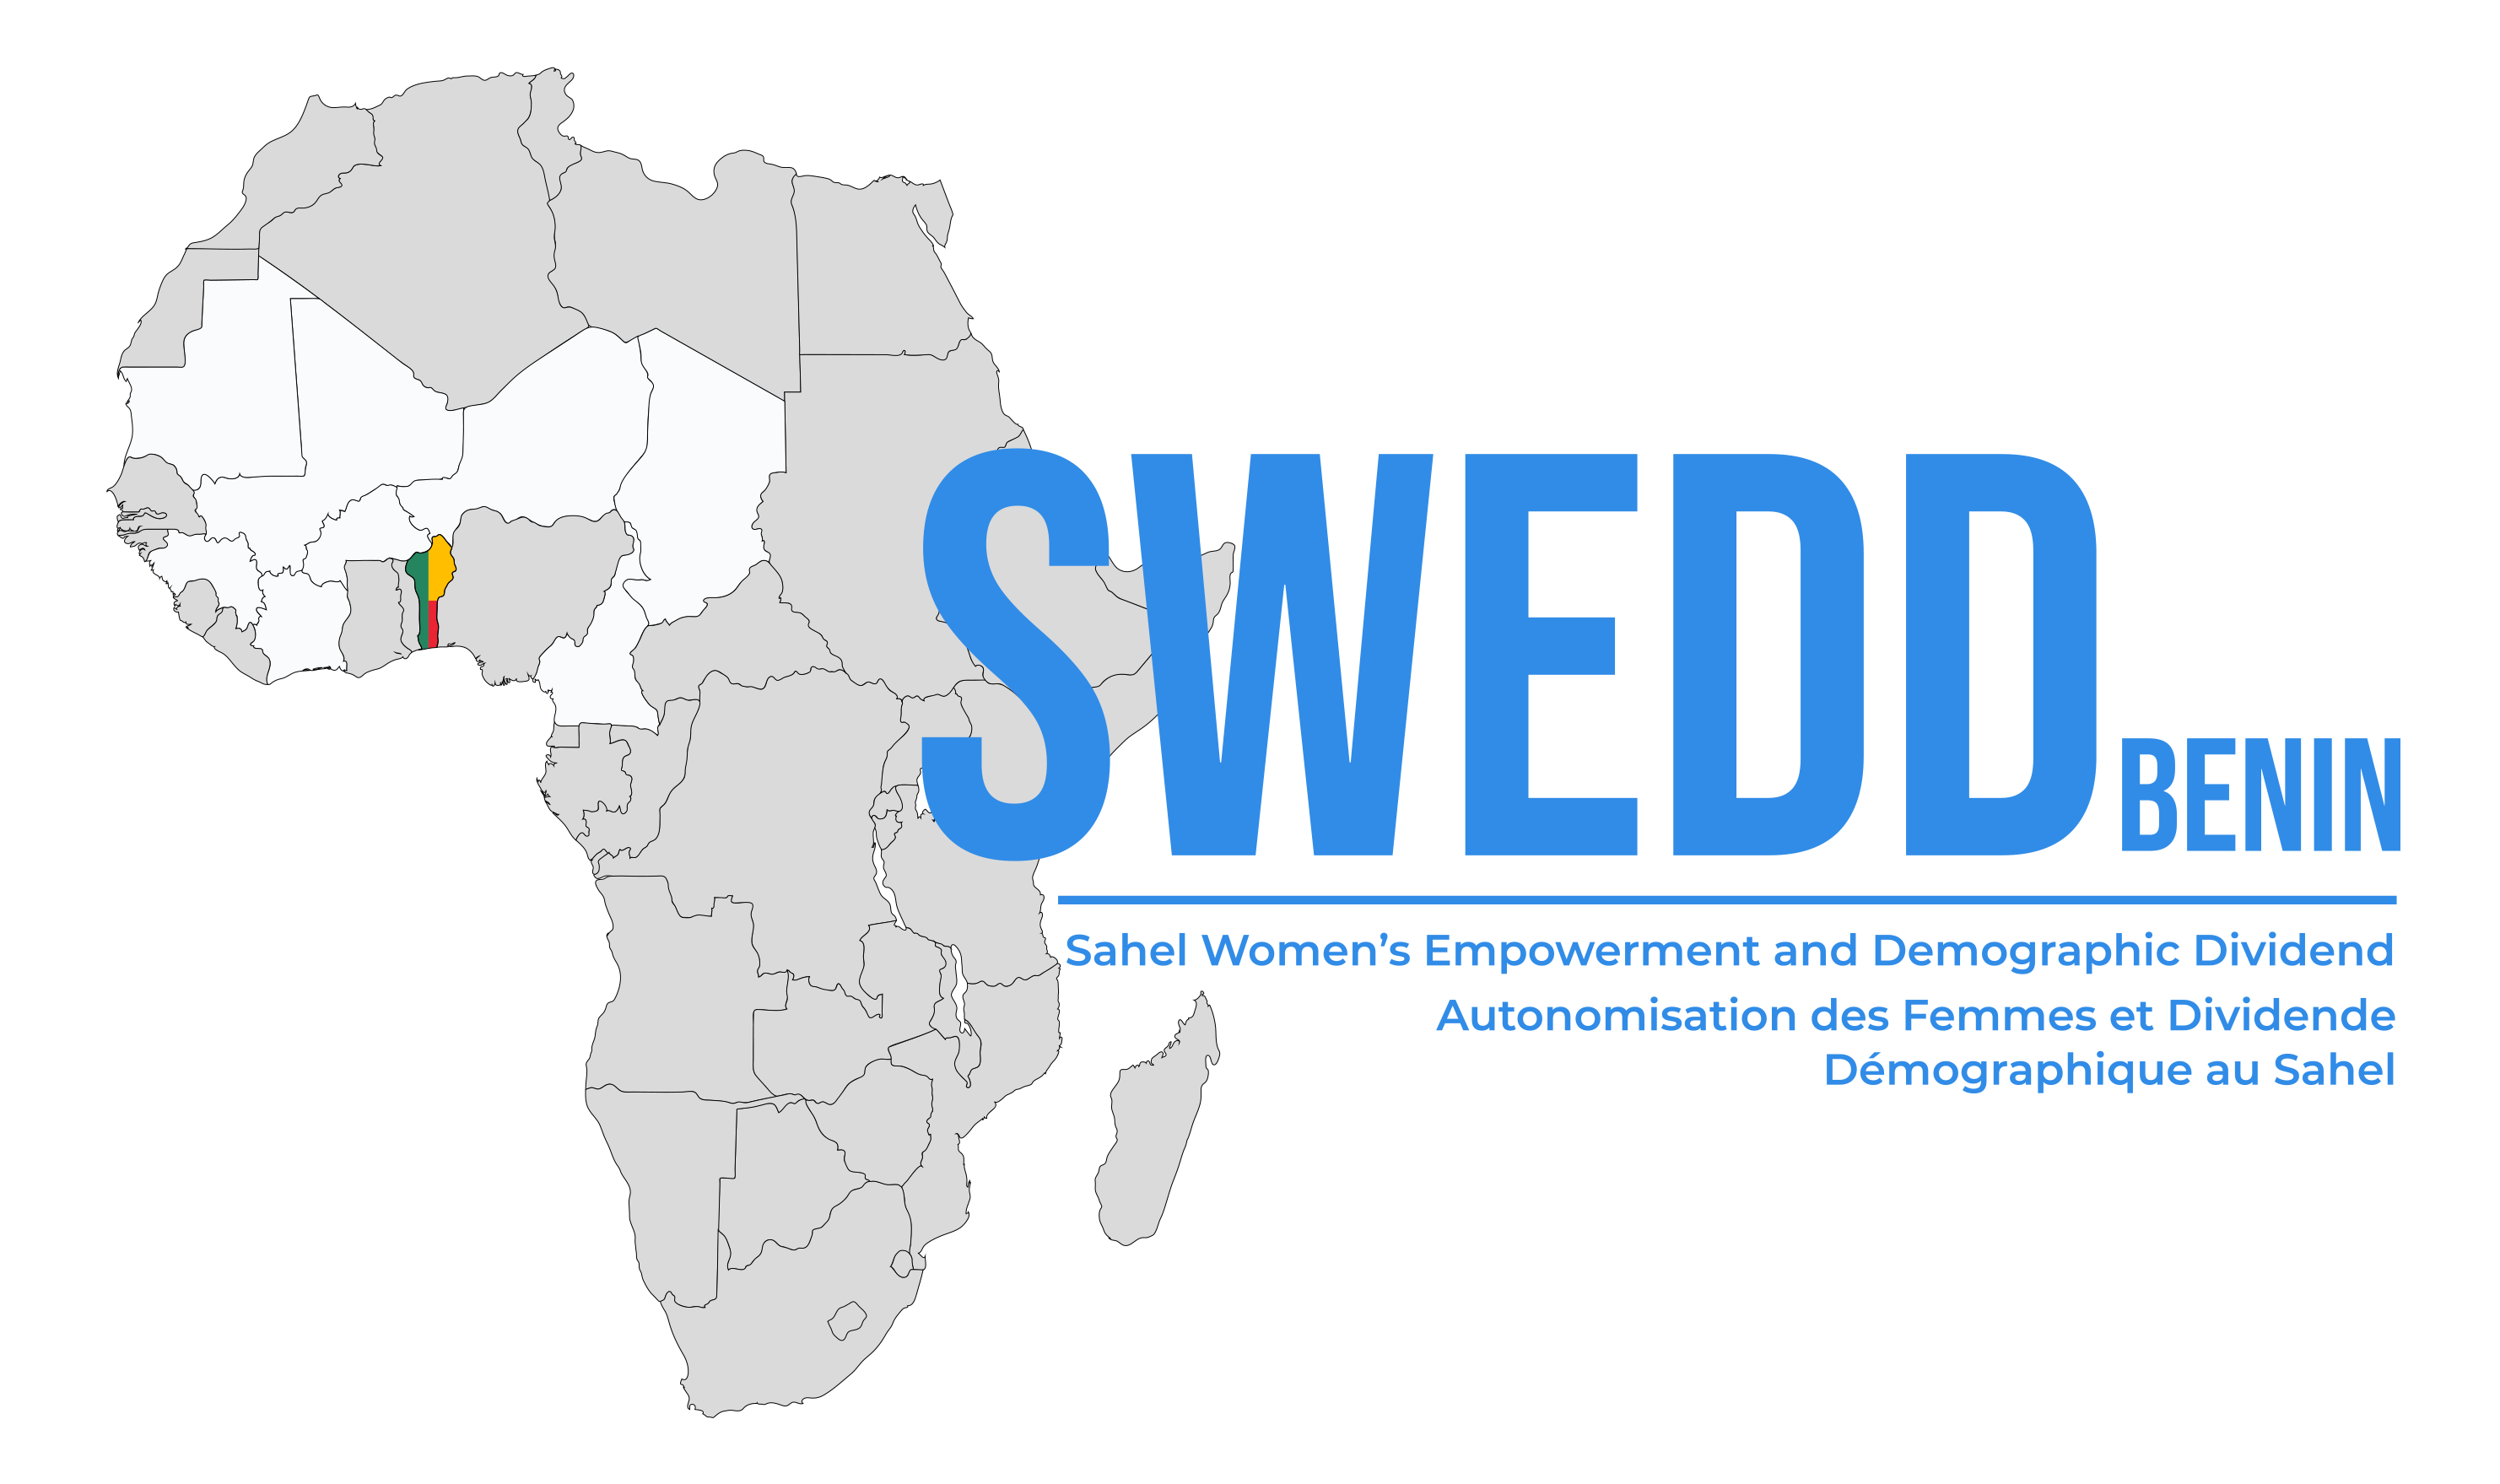 SWEDD BENIN
Sahel Women's Empowerment and Demographic Dividend
Autonomisation des Femmes et Dividende
Démographique au Sahel